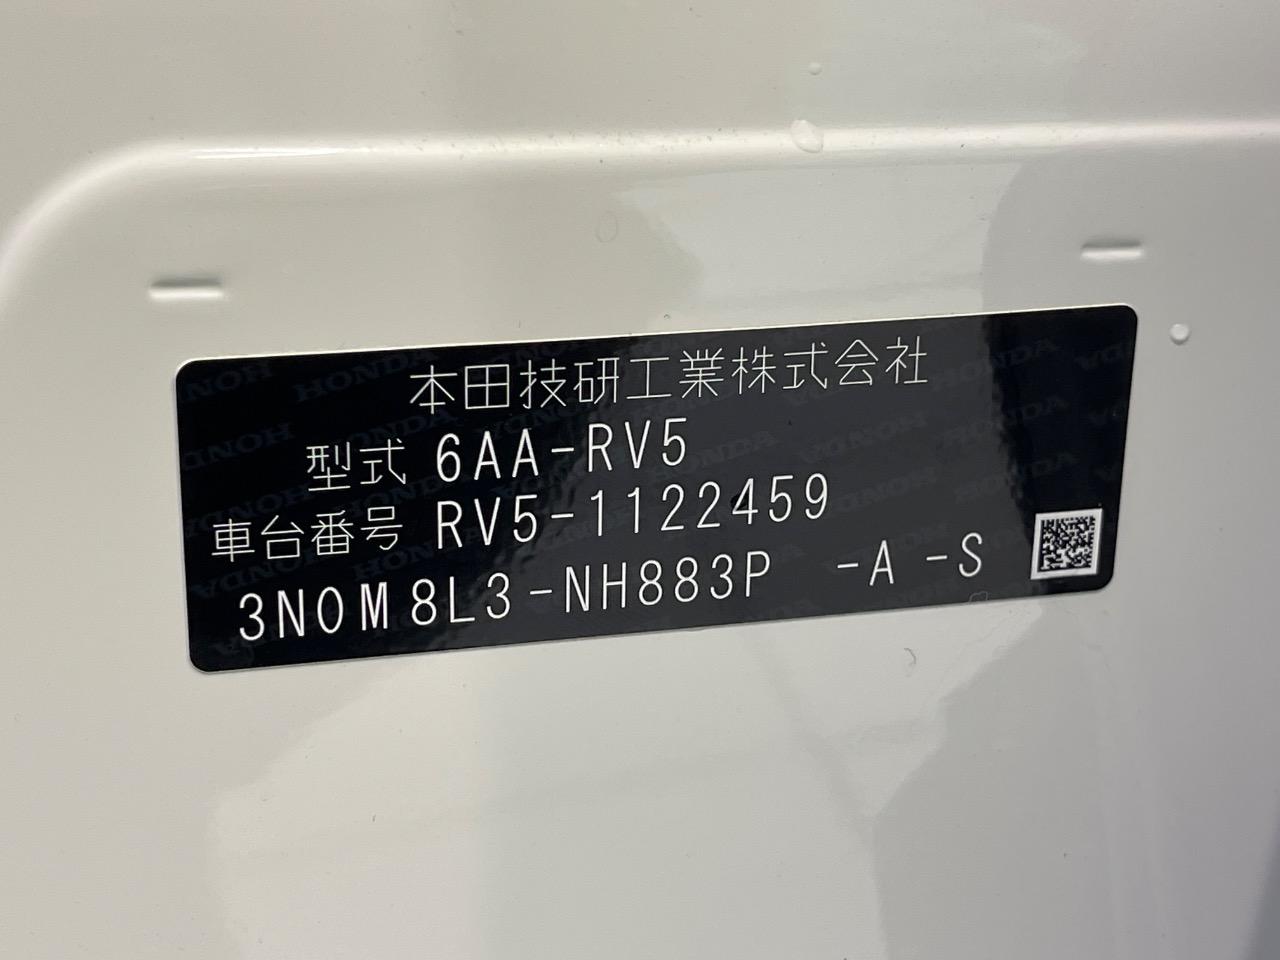 本田技研工業株式会社
型式 6AA-RV5
車台番号 RV5-1122459
3N0M8L3-NH883P -A -S